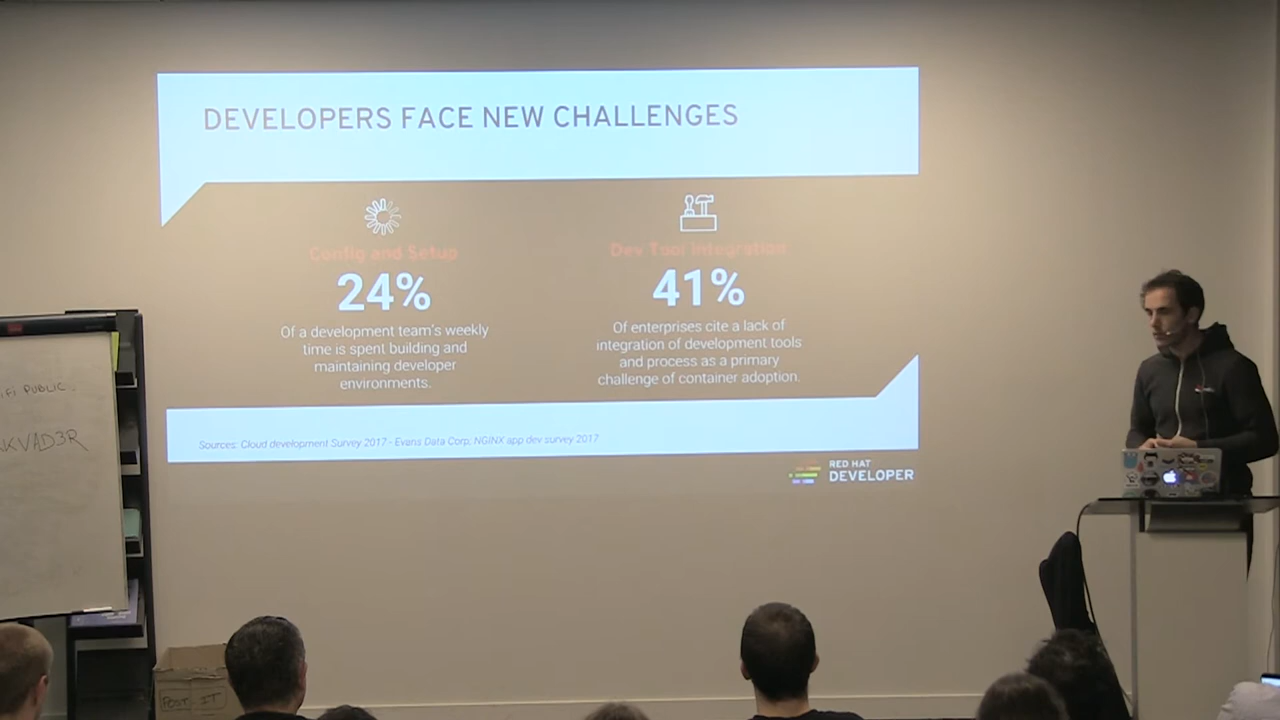 DEVELOPERS FACE NEW CHALLENGES
Config and Setup
24%
Of a development team's weekly
time is spent building and
maintaining developer
environments.
Dev Tool Integration
41%
Of enterprises cite a lack of
integration of development tools
and process as a primary
challenge of container adoption.
Sources: Cloud development Survey 2017 - Evans Data Corp; NGINX app dev survey 2017
RED HAT
DEVELOPER
PUBLIC
POST-IT